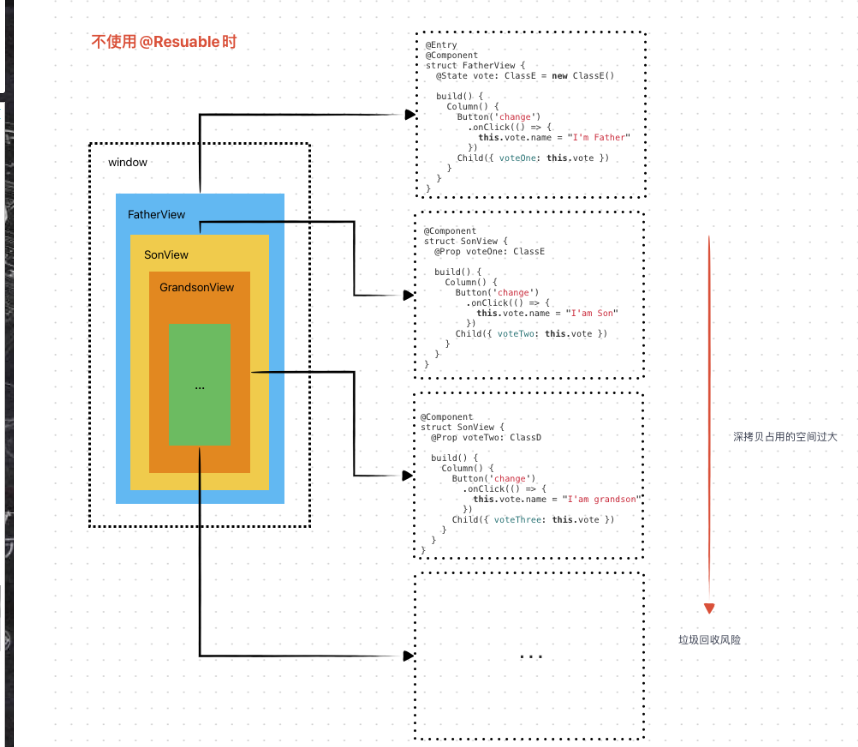 不使用 @Resuable 时
window
FatherView
SonView
GrandsonView
...
@Entry
@Component
struct FatherView {
@State vote: ClassE = new ClassE()
build() {
Column() {
Button('change')
.onClick(() => {
this.vote.name = "I'm Father"
})
Child({ voteOne: this.vote })
}
}
}
@Component
struct SonView {
@Prop voteOne: ClassE
build() {
Column() {
Button('change')
.onClick(() => {
this.vote.name = "I'am Son"
})
Child({ voteTwo: this.vote })
}
}
}
@Component
struct SonView {
@Prop voteTwo: ClassD
build() {
Column() {
Button('change')
.onClick(() => {
this.vote.name = "I'am grandson"
})
Child({ voteThree: this.vote })
}
}
}
...
深拷贝占用的空间过大
垃圾回收风险